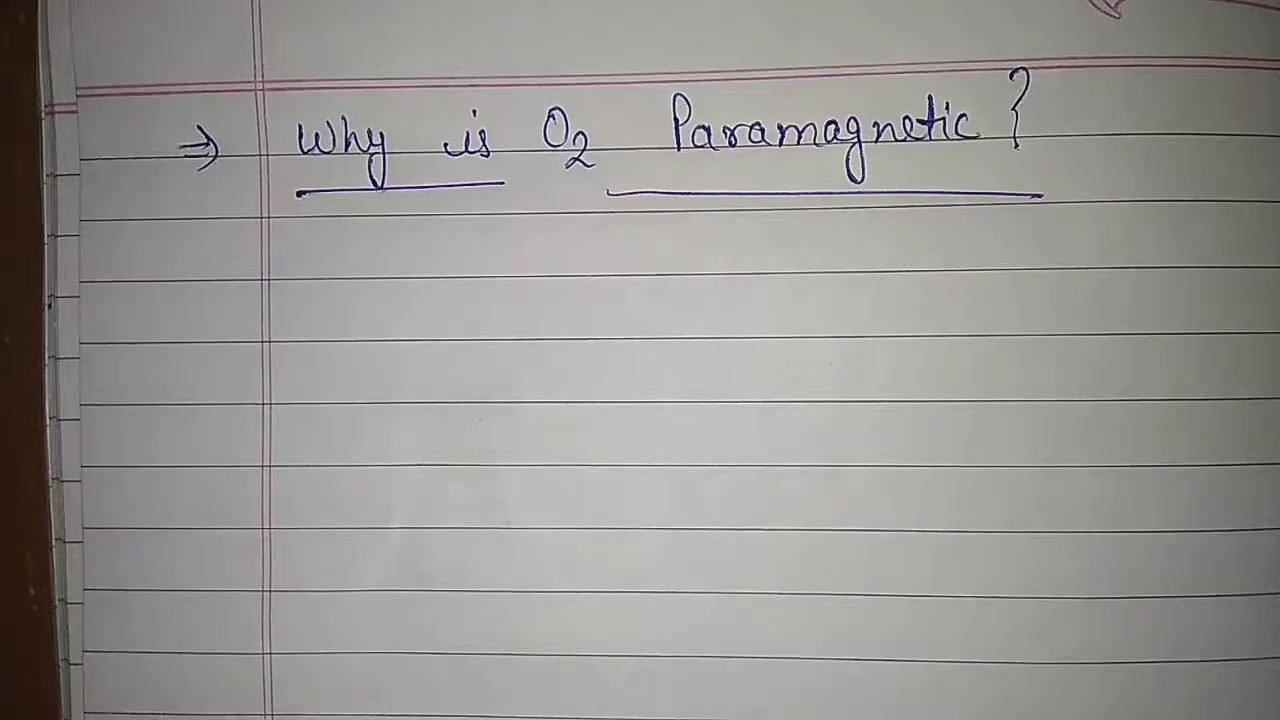 ⇒ Why is O₂ Paramagnetic ?